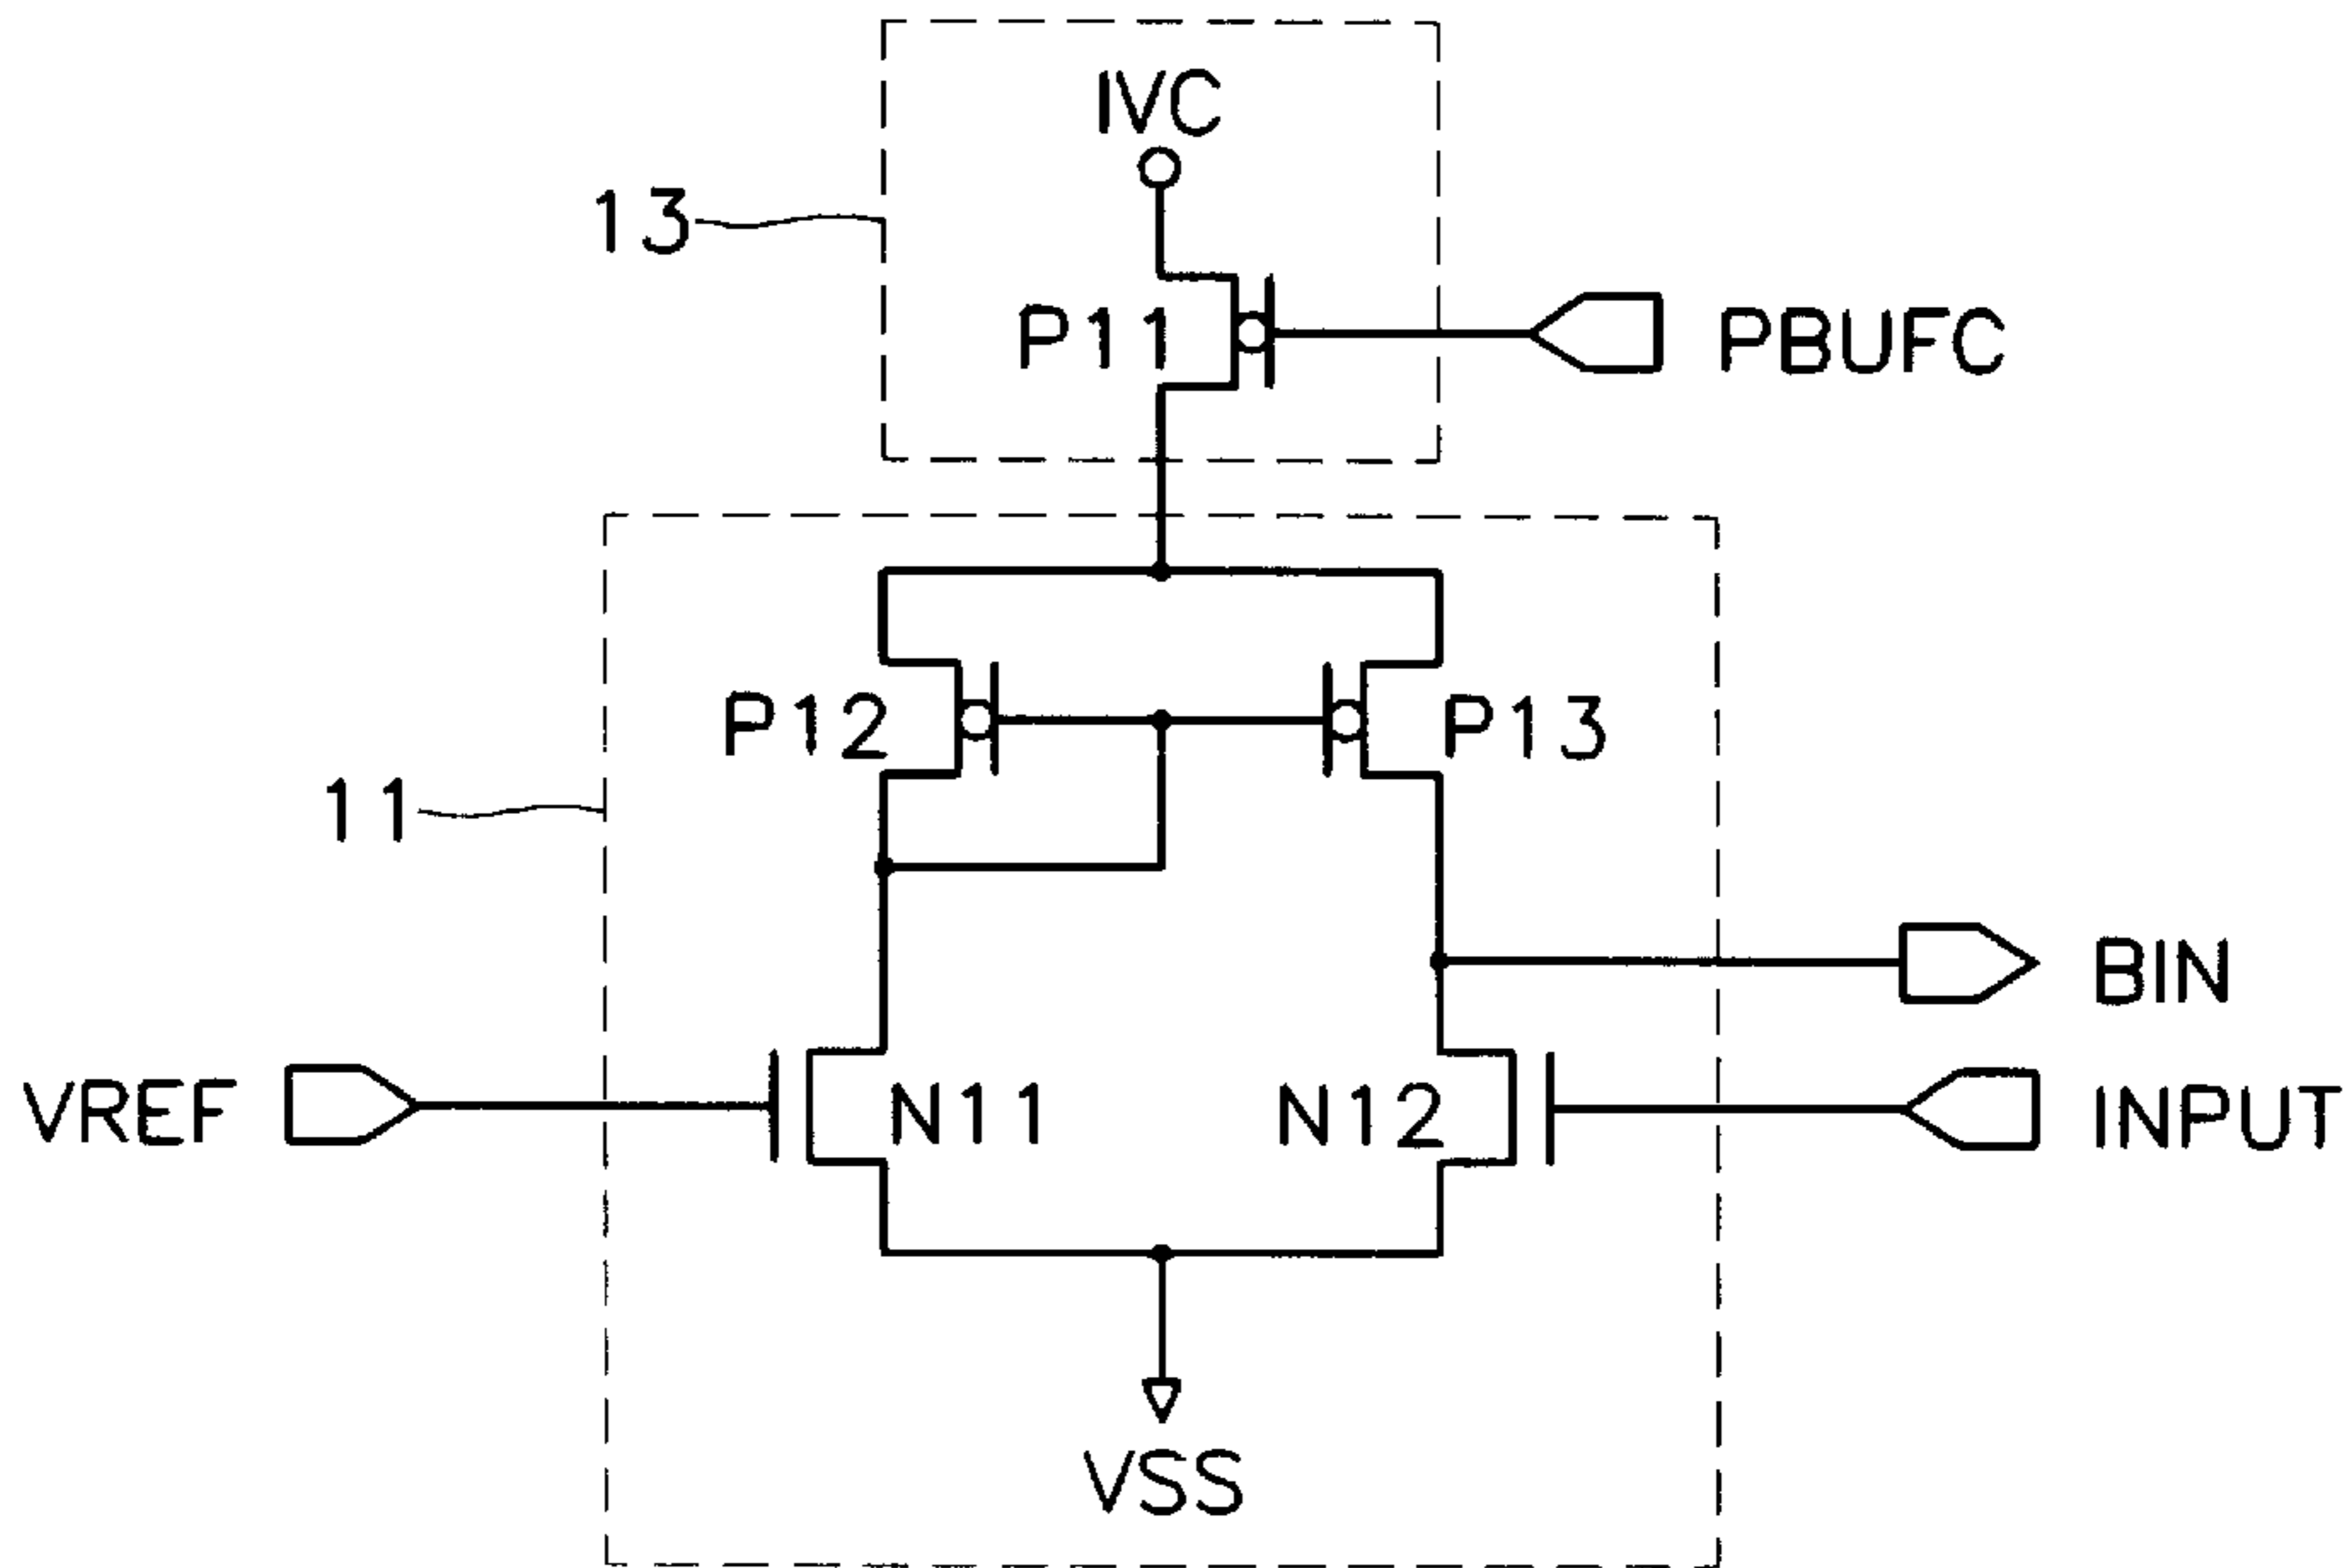 IVC
13
P11
PBUFC
P12
P13
11
BIN
VREF
N11
N12
INPUT
VSS